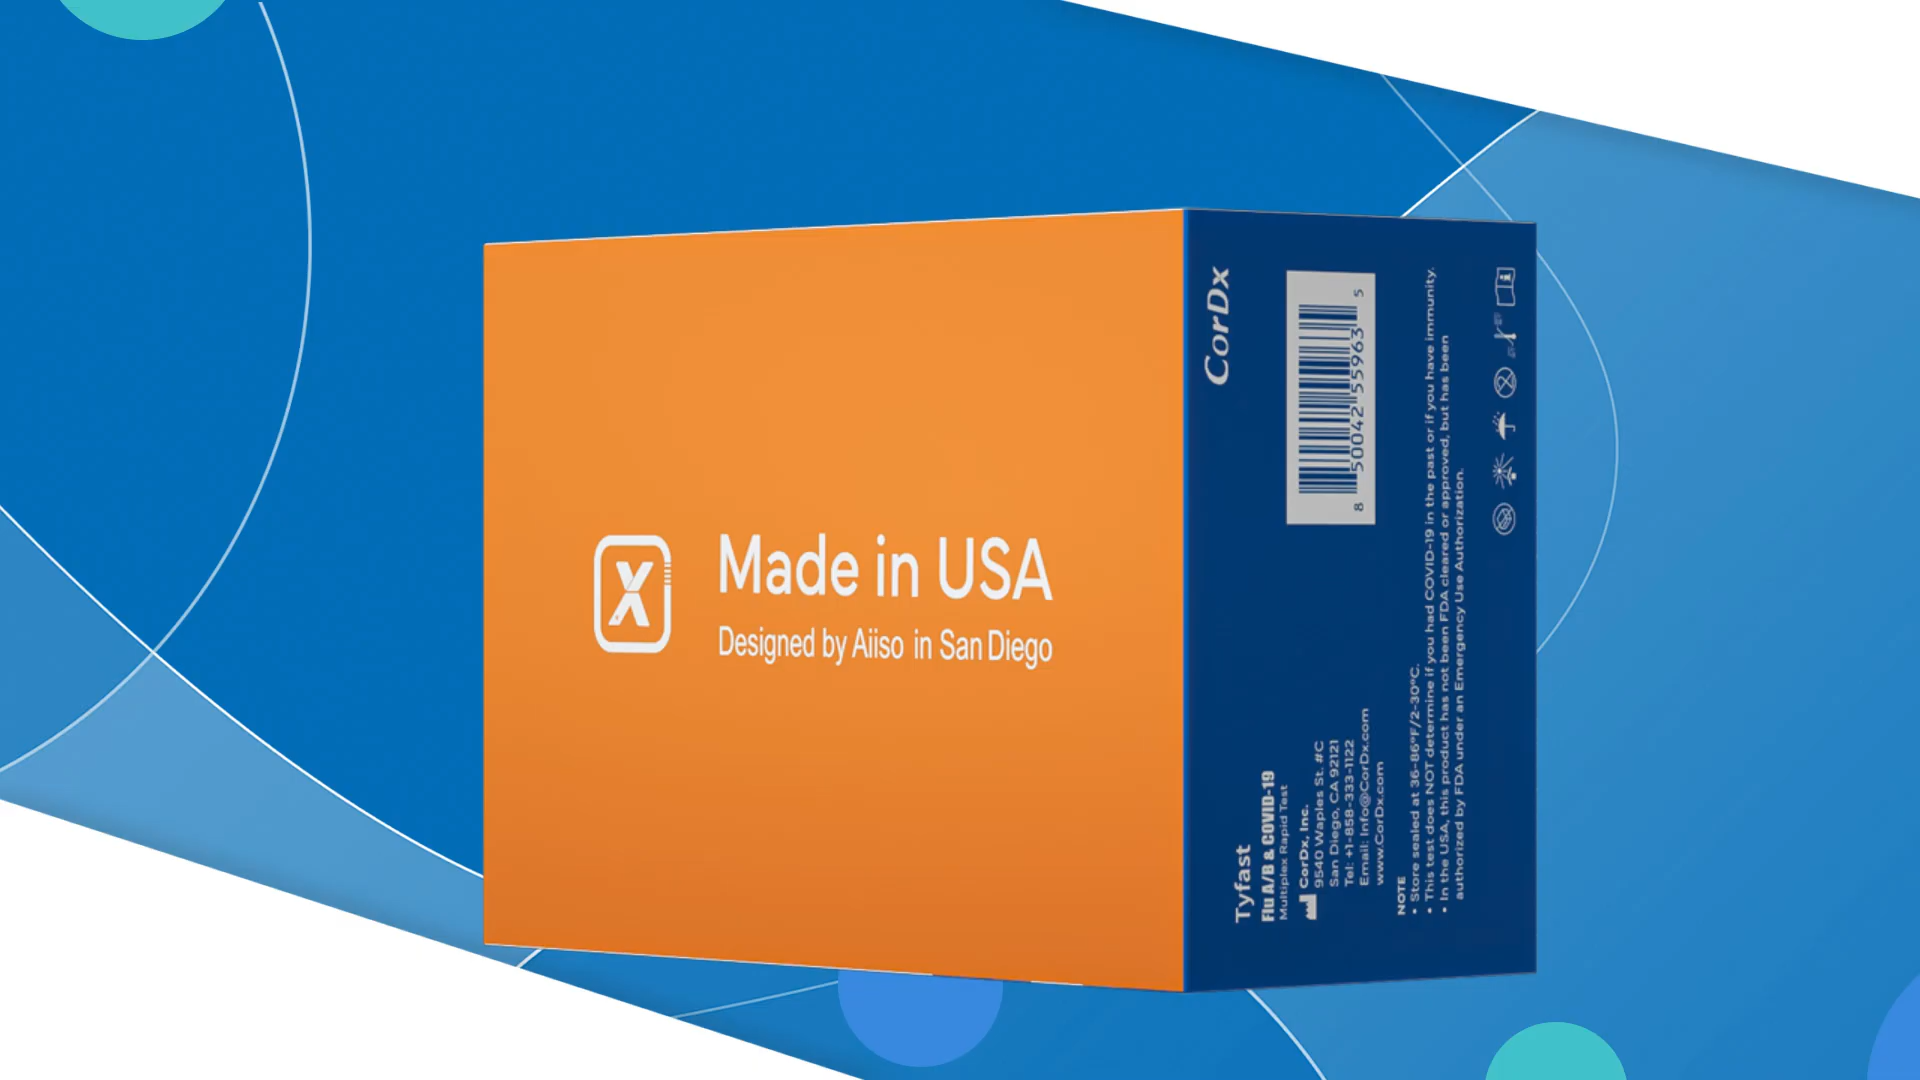 Made in USA
Designed by Aiiso in San Diego
CorDx
8 50042 55963 5
Tyfast
Flu A/B & COVID-19
Multiplex Rapid Test
CorDx, Inc.
9540 Waples St. #C
San Diego, CA 92121
Tel: +1-858-333-1122
Email: Info@CorDx.com
www.CorDx.com
NOTE
• Store sealed at 36-86°F/2-30°C.
• This test does NOT determine if you had COVID-19 in the past or if you have immunity.
• In the USA, this product has not been FDA cleared or approved, but has been
authorized by FDA under an Emergency Use Authorization.